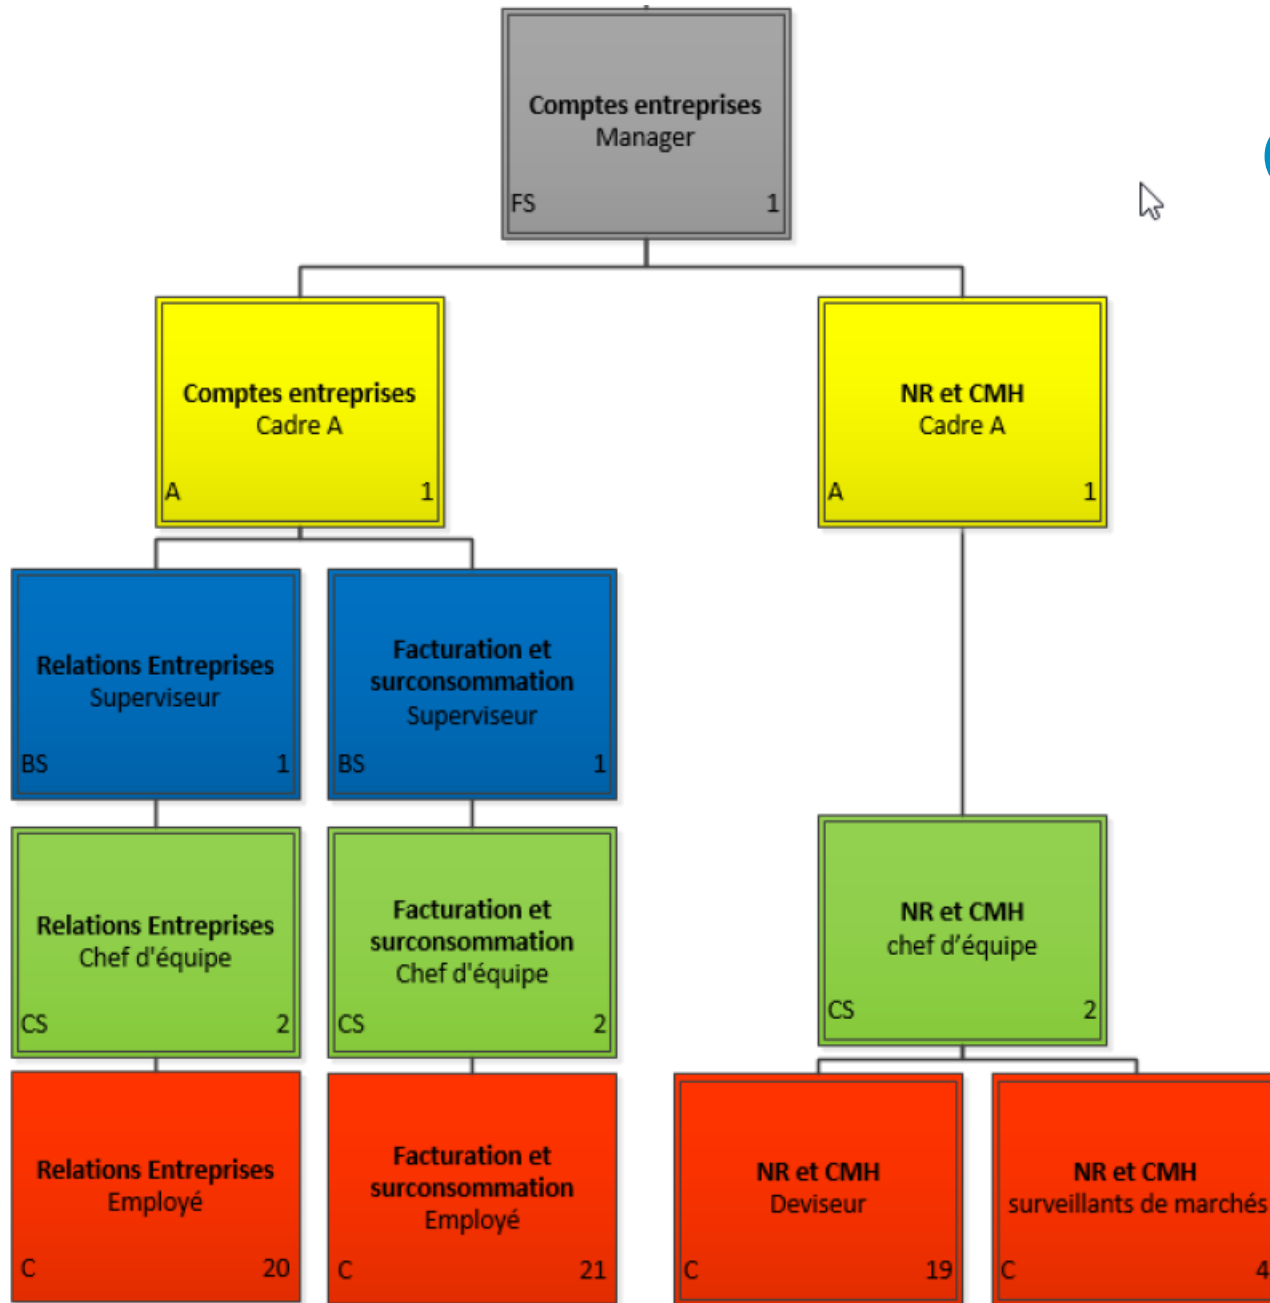 Comptes entreprises
Manager
FS 1
Comptes entreprises
Cadre A
A 1
NR et CMH
Cadre A
A 1
Relations Entreprises
Superviseur
BS 1
Facturation et
surconsommation
Superviseur
BS 1
Relations Entreprises
Chef d'équipe
CS 2
Facturation et
surconsommation
Chef d'équipe
CS 2
NR et CMH
chef d’équipe
CS 2
Relations Entreprises
Employé
C 20
Facturation et
surconsommation
Employé
C 21
NR et CMH
Deviseur
C 19
NR et CMH
surveillants de marchés
C 4